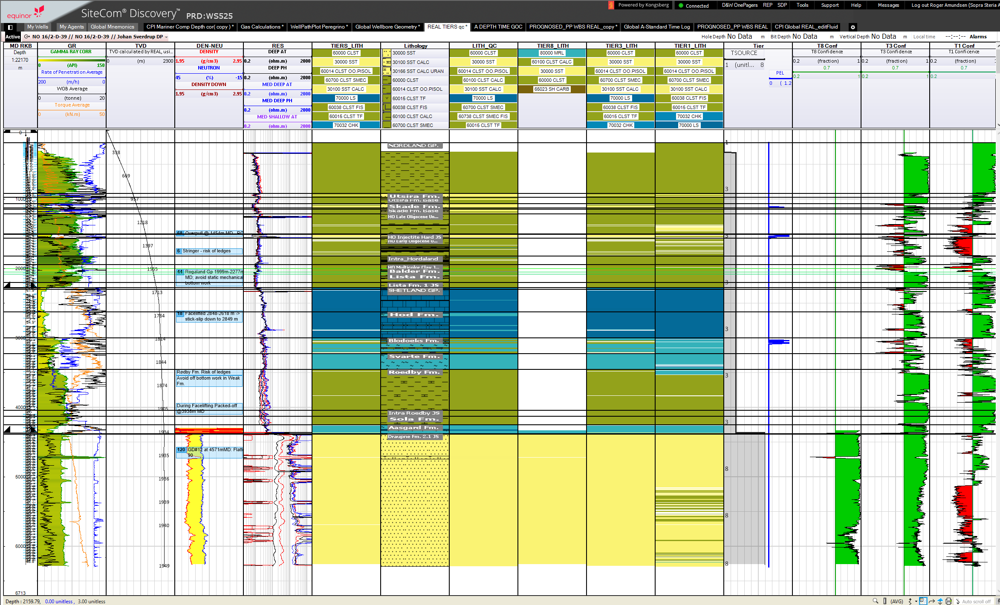 equinor
SiteCom® Discovery™ PRD:WS525
Powered by Kongsberg
Connected
D&W OnePagers REP SDP Tools Support Help Messages Log out Roger Amundsen (Sopra Steria A
My Wells My Agents Global Mnemonics CPI Mariner Comp Depth cor( copy ) * Gas Calculations * WellPathPlot Peregrino * Global Wellbore Geometry * REAL TIERS qc * A DEPTH TIME GOC PROGNOSED_PP WBS REAL_copy * Global A-Standard Time Log PROGNOSED_PP WBS REAL CPI Global REAL_editFluid
Active NO 16/2-D-39 // NO 16/2-D-39 // Johan Sverdrup DP
Hole Depth No Data m Bit Depth No Data m Vertical Depth No Data m Local time --:--:-- Alarms
MD RKB GR TVD DEN-NEU RES TIERS_LITH Lithology LITH_QC TIER8_LITH TIER3_LITH TIER1_LITH Tier T8 Conf T3 Conf T1 Conf
Depth
1:22170
m
GAMMA RAY CORR
0 (API) 150
Rate of Penetration Average
200 (m/h) 0
WOB Average
0 (tonne) 20
Torque Average
0 (kN.m) 50
TVD calculated by REAL, usi...
0 (m) 2300
DENSITY
1.95 (g/cm3) 2.95
NEUTRON
45 (%) -15
DENSITY DOWN
1.95 (g/cm3) 2.95
DEEP AT
0.2 (ohm.m) 2000
DEEP PH
0.2 (ohm.m) 2000
MED DEEP AT
0.2 (ohm.m) 2000
MED DEEP PH
0.2 (ohm.m) 2000
MED SHALLOW AT
0.2 (ohm.m) 2000
60000 CLST
30000 SST
60014 CLST OO.PISOL
60700 CLST SMEC
30100 SST CALC
70000 LS
60038 CLST FIS
60015 CLST TF
70032 CHK
30000 SST
30100 SST CALC
30166 SST CALC URAN
60000 CLST
60014 CLST OO.PISOL
60015 CLST TF
60038 CLST FIS
60100 CLST CALC
60700 CLST SMEC
60000 CLST
30000 SST
60014 CLST OO.PISOL
60100 CLST CALC
30100 SST CALC
70000 LS
60700 CLST SMEC
60738 CLST SMEC FIS
60015 CLST TF
80000 MRL
60100 CLST CALC
30000 SST
60000 CLST
65023 SH CARB
60000 CLST
30000 SST
60014 CLST OO.PISOL
60700 CLST SMEC
30100 SST CALC
70000 LS
60038 CLST FIS
60015 CLST TF
70032 CHK
60000 CLST
30000 SST
60014 CLST OO.PISOL
60700 CLST SMEC
30100 SST CALC
60038 CLST FIS
60015 CLST TF
70032 CHK
70000 LS
TSOURCE
1 (unitl... 8
PEL
0 ( 1.2
T8 Confidence
0.2 (fraction) 1
0.7
0.2 1
T3 Confidence
0.2 (fraction) 1
0.7
0.2 1
T1 Confidence
0.2 (fraction)
0.7
0.2
0
1000
2000
3000
4000
5000
6000
6713
338
669
957
1218
1397
1555
1713
1784
1814
1844
1874
1905
1934
1935
1936
1939
1940
1949
68 Overpull @ 1454m MD
6 Stringer - risk of ledges
44 Rogaland Gp 1999m-2277m
MD; avoid static mechanica
bottom work
18 Facelifted 2848-2618 m ->
stick-slip down to 2849 m
Rødby Fm. Risk of ledges
Avoid off bottom work in Weak
Fm.
During Facelifting Packed-off
@3938m MD
120 GD#12 at 4571mMD: Flatt
90
NORDLAND GP.
Utsira Fm.
Utsira Fm. Base
Skade Fm.
Skade Fm. Base
HO Late Oligocene Un...
HO Injectite Hard JS
HO Early Oligocene U...
Intra_Hordaland
HO Multicolor Clay J...
Balder Fm.
Lista Fm.
Lista Fm. 1 JS
SHETLAND GP.
Hod Fm.
Blodoeks Fm.
Svarte Fm.
Roedby Fm.
Intra Roedby JS
Sola Fm.
Aasgard Fm.
Draupne Fm. 2.1 JS
1
3
3
3
3
3
3
8
8
8
Depth : 2159.79, 0.00 unitless , 3.00 unitless
(AVG)
Auto scroll off